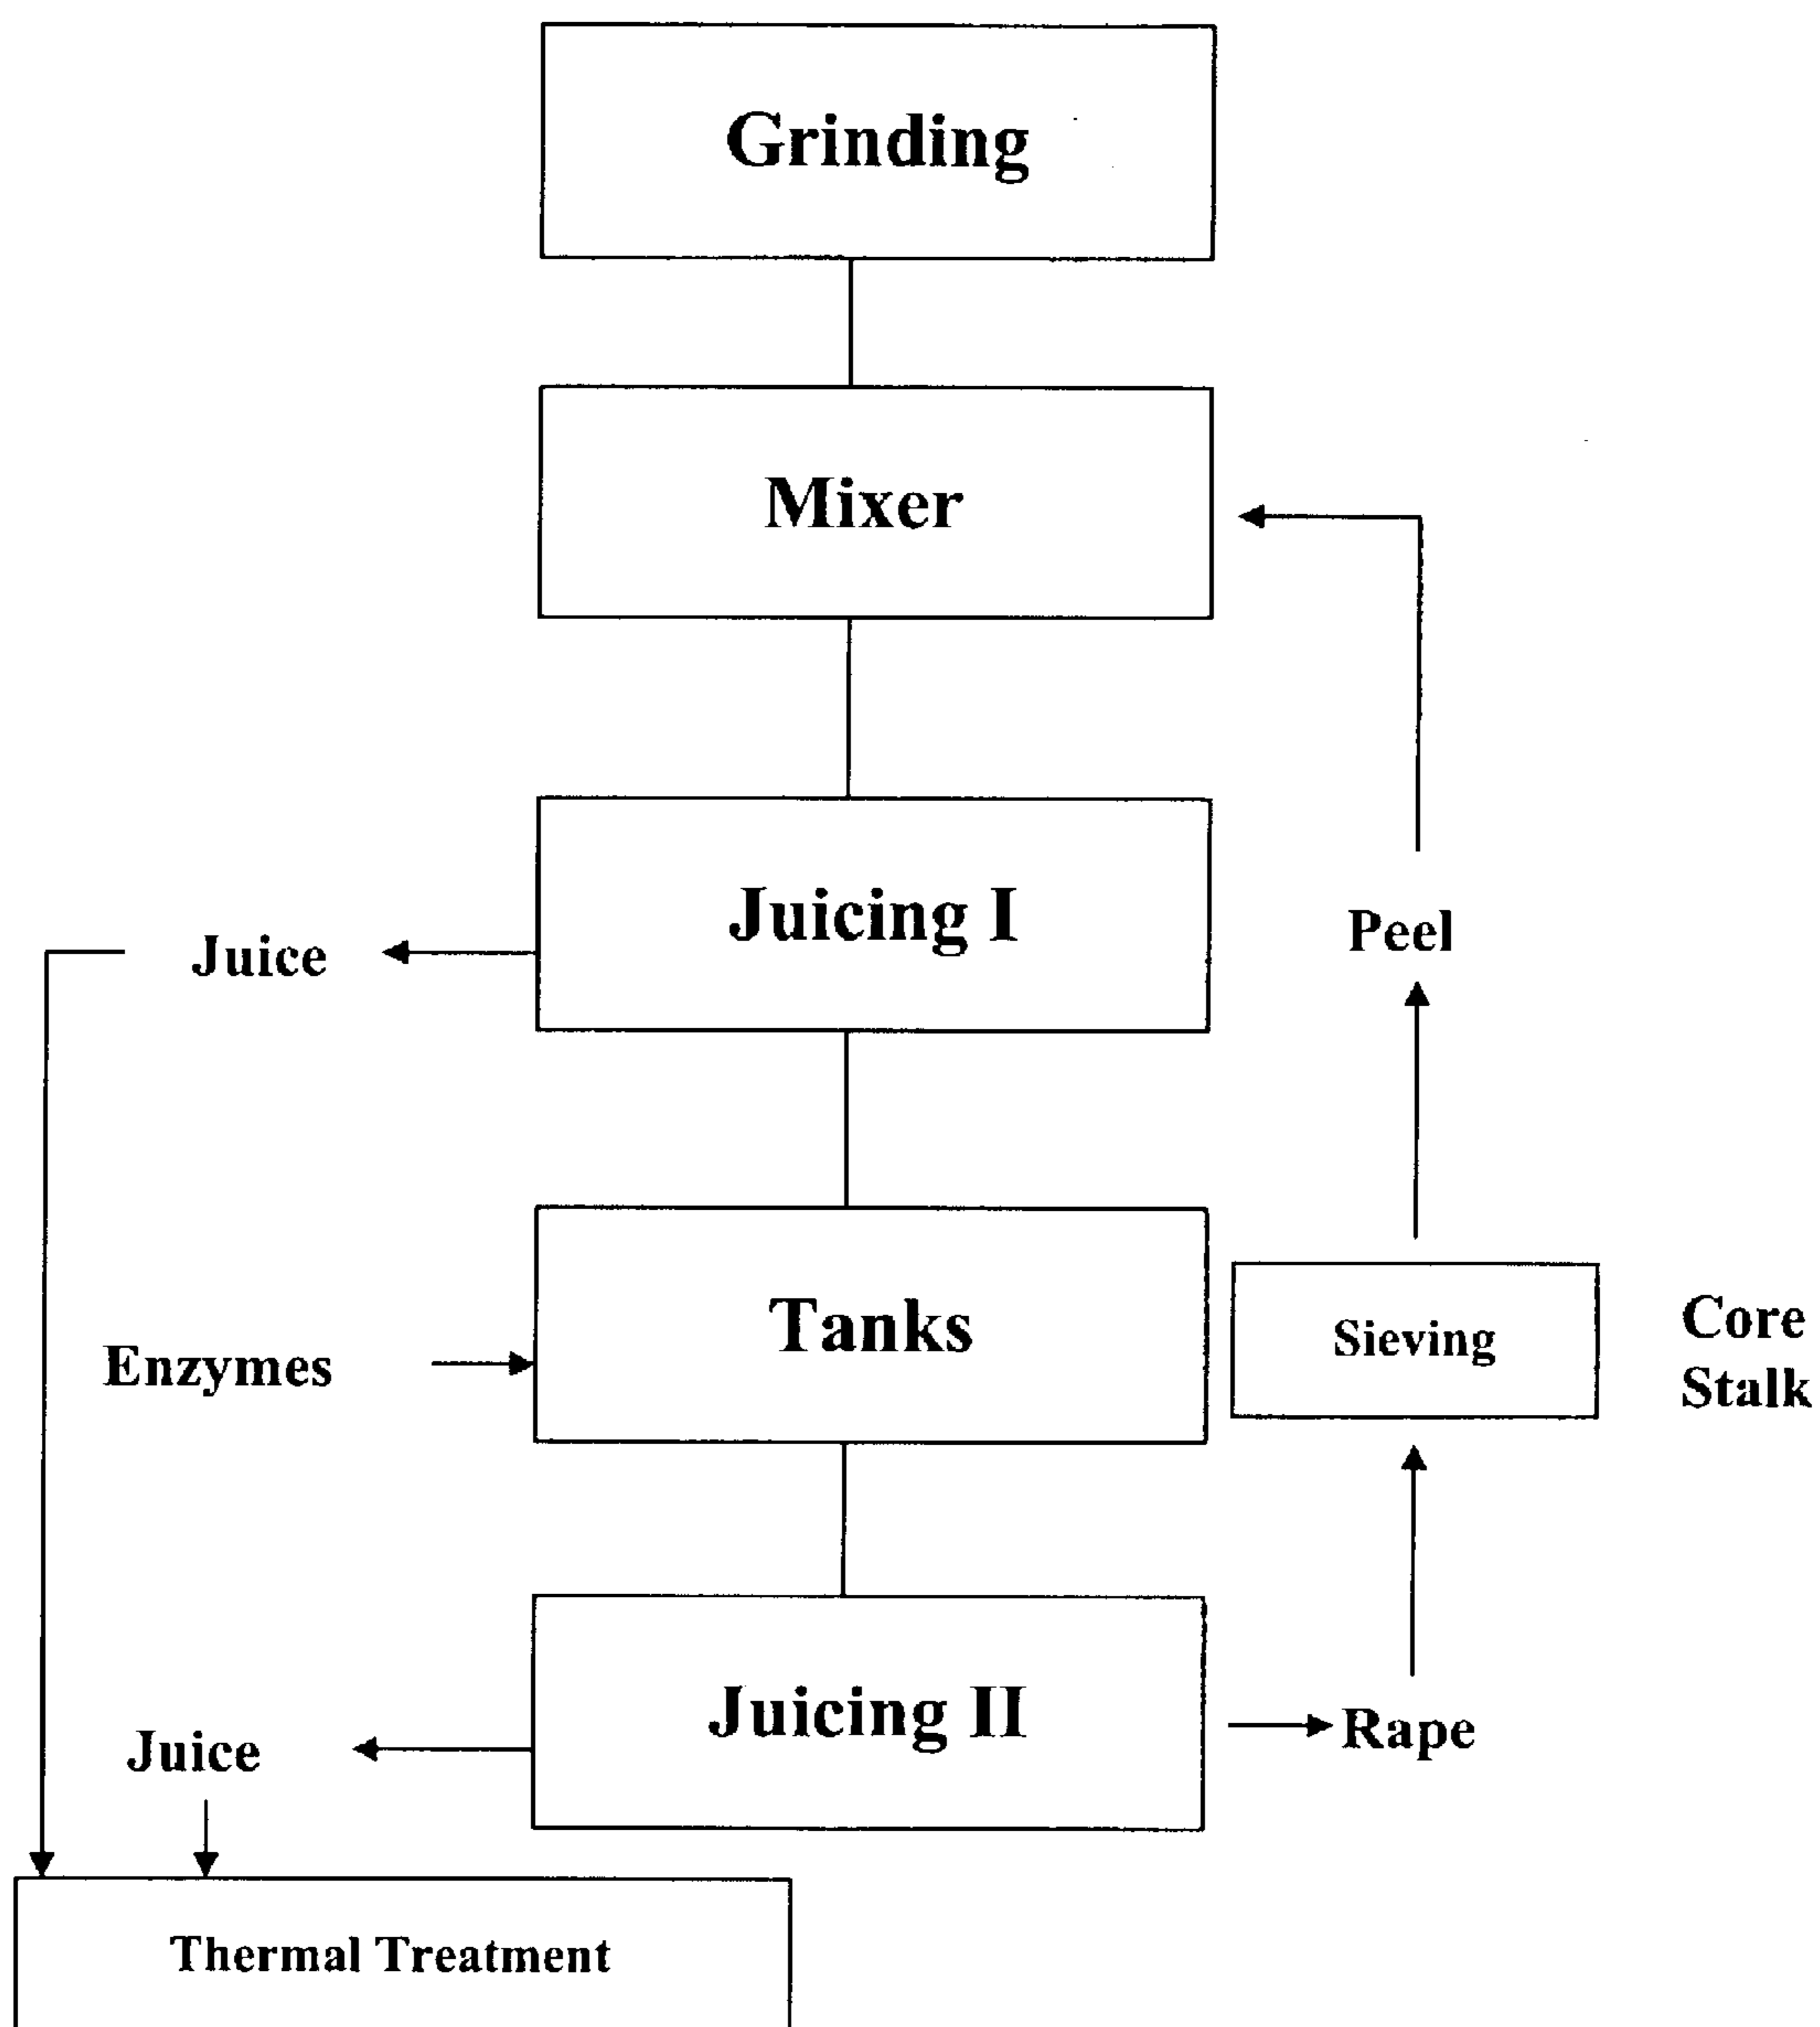 Grinding
Mixer
Juicing I
Juice
Peel
Tanks
Enzymes
Sieving
Core
Stalk
Juicing II
Juice
Rape
Thermal Treatment